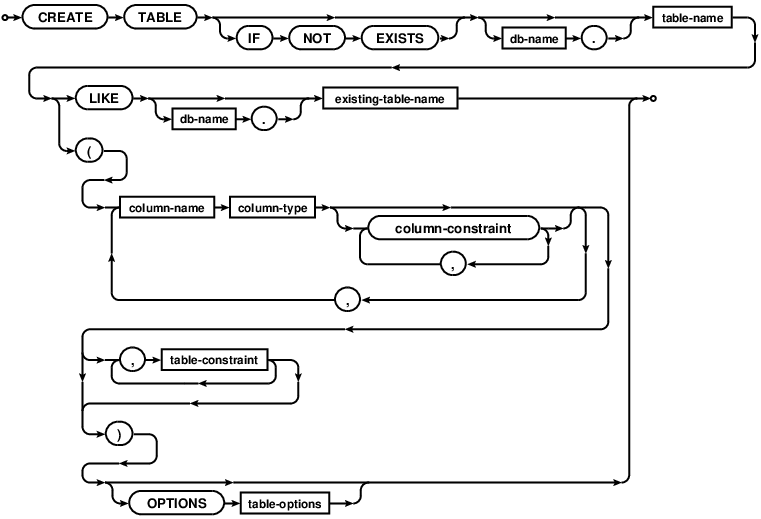 CREATE TABLE table-name
IF NOT EXISTS db-name .
LIKE existing-table-name
db-name .
(
column-name column-type
column-constraint
,
,
, table-constraint
)
OPTIONS table-options